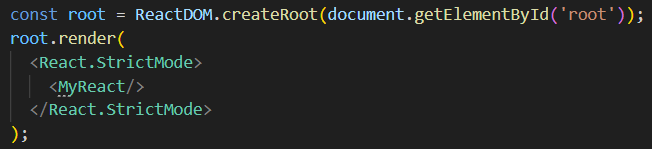 const root = ReactDOM.createRoot(document.getElementById('root'));
root.render(
  <React.StrictMode>
    <MyReact/>
  </React.StrictMode>
);